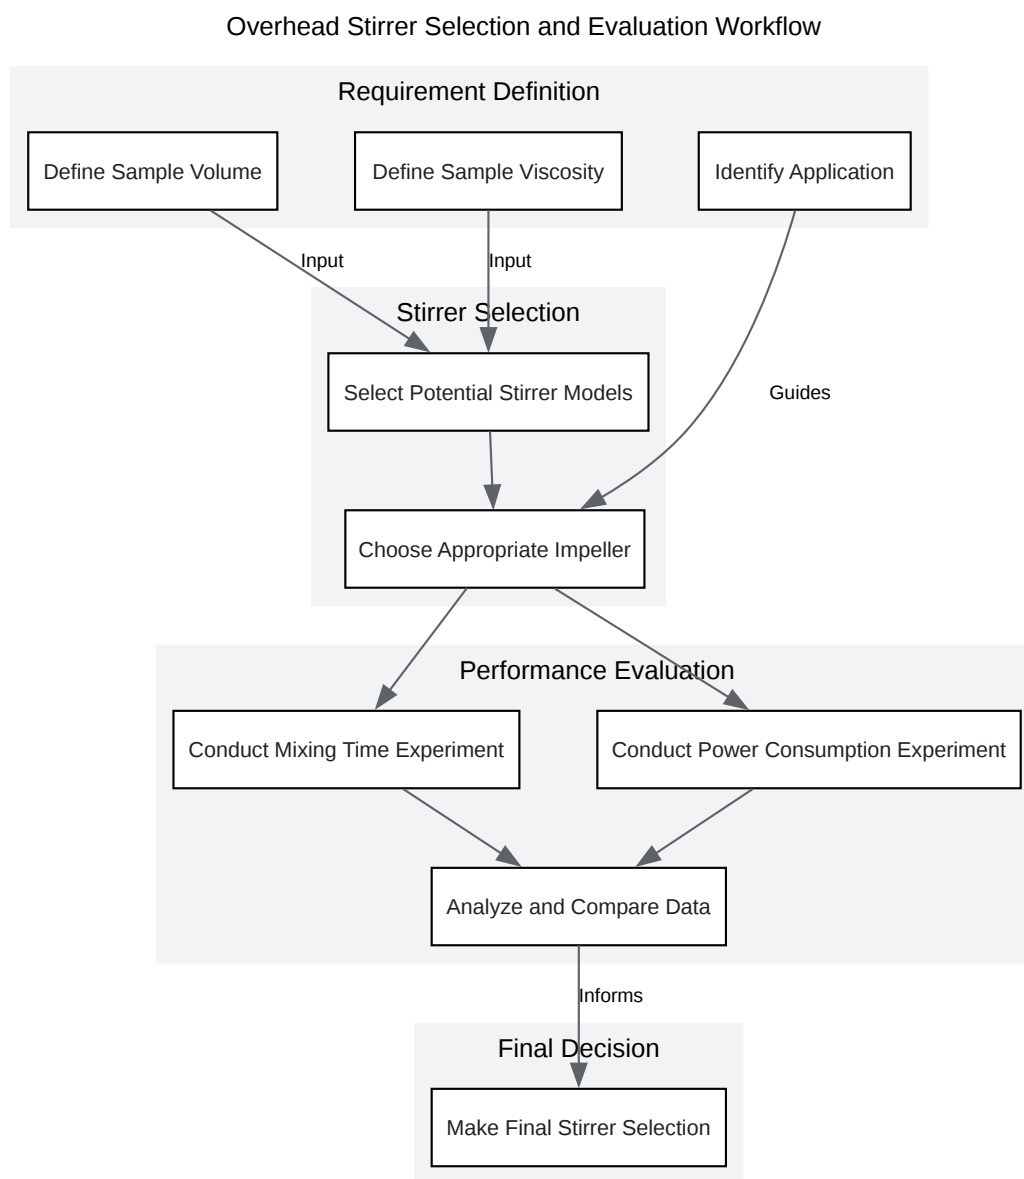 Overhead Stirrer Selection and Evaluation Workflow
Requirement Definition
Define Sample Volume
Define Sample Viscosity
Identify Application
Input
Input
Stirrer Selection
Select Potential Stirrer Models
Guides
Choose Appropriate Impeller
Performance Evaluation
Conduct Mixing Time Experiment
Conduct Power Consumption Experiment
Analyze and Compare Data
Informs
Final Decision
Make Final Stirrer Selection